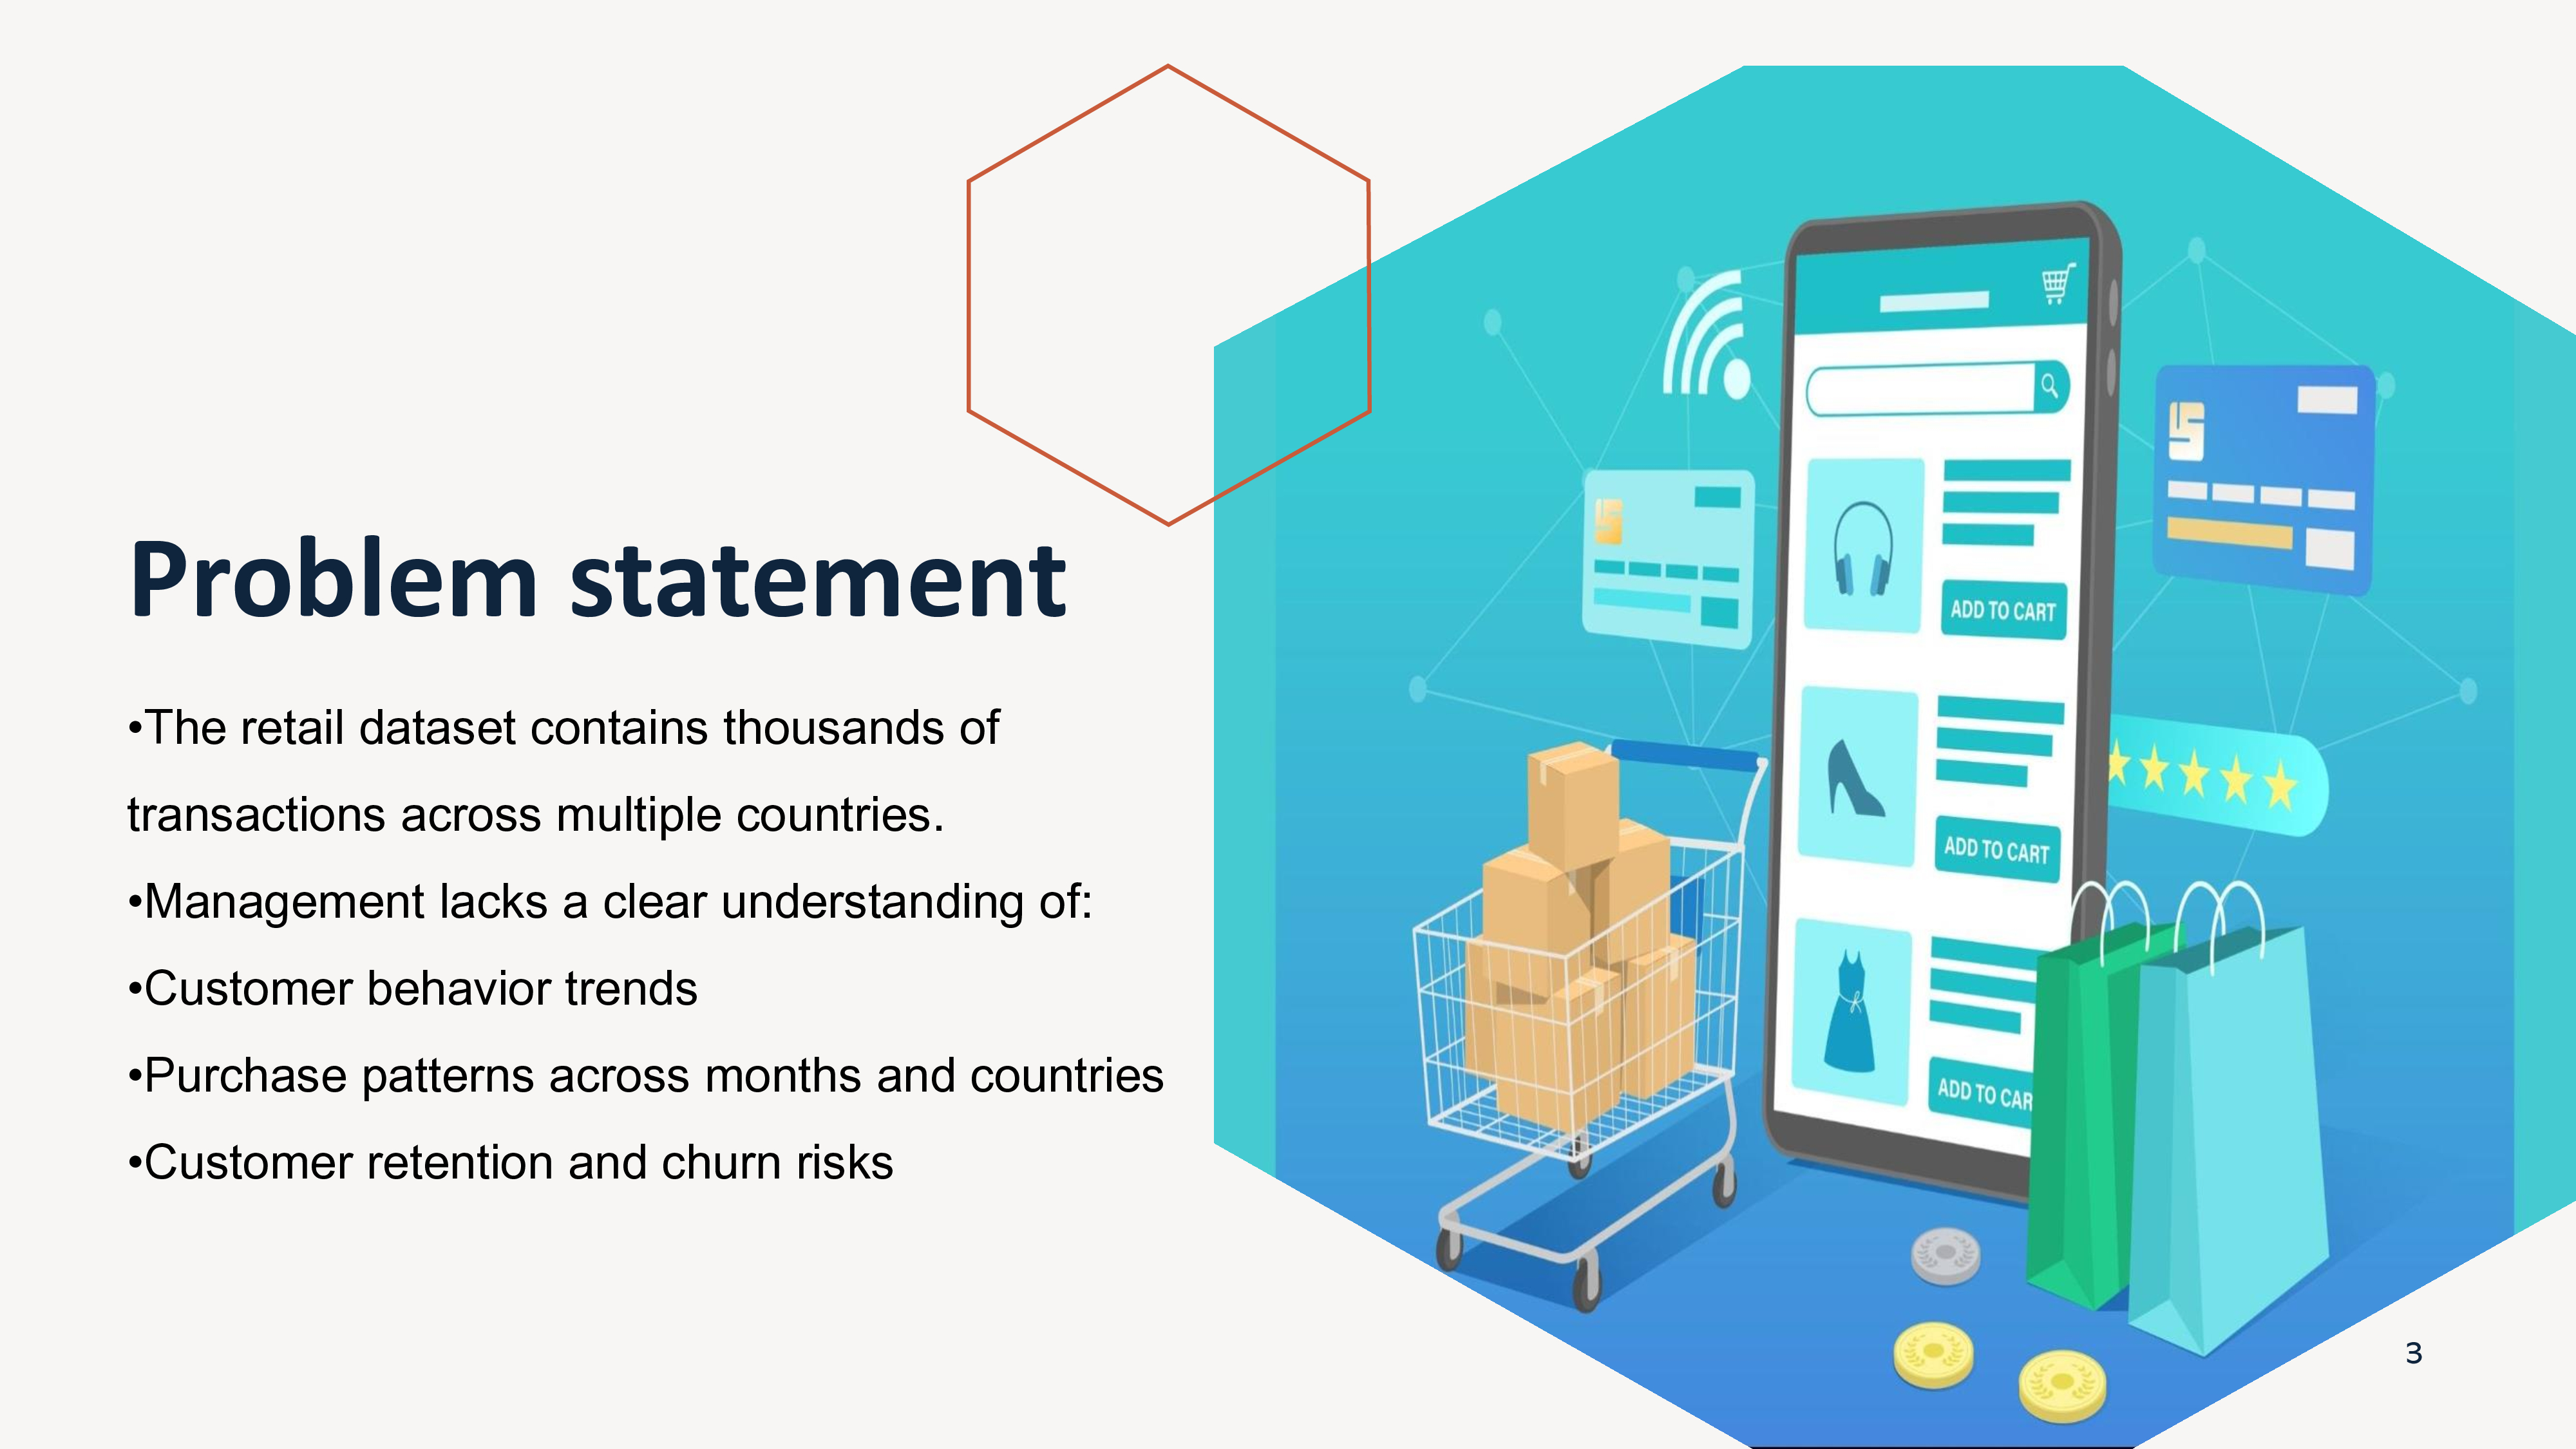 Problem statement
•The retail dataset contains thousands of
transactions across multiple countries.
•Management lacks a clear understanding of:
•Customer behavior trends
•Purchase patterns across months and countries
•Customer retention and churn risks
ADD TO CART
ADD TO CART
ADD TO CAR
3